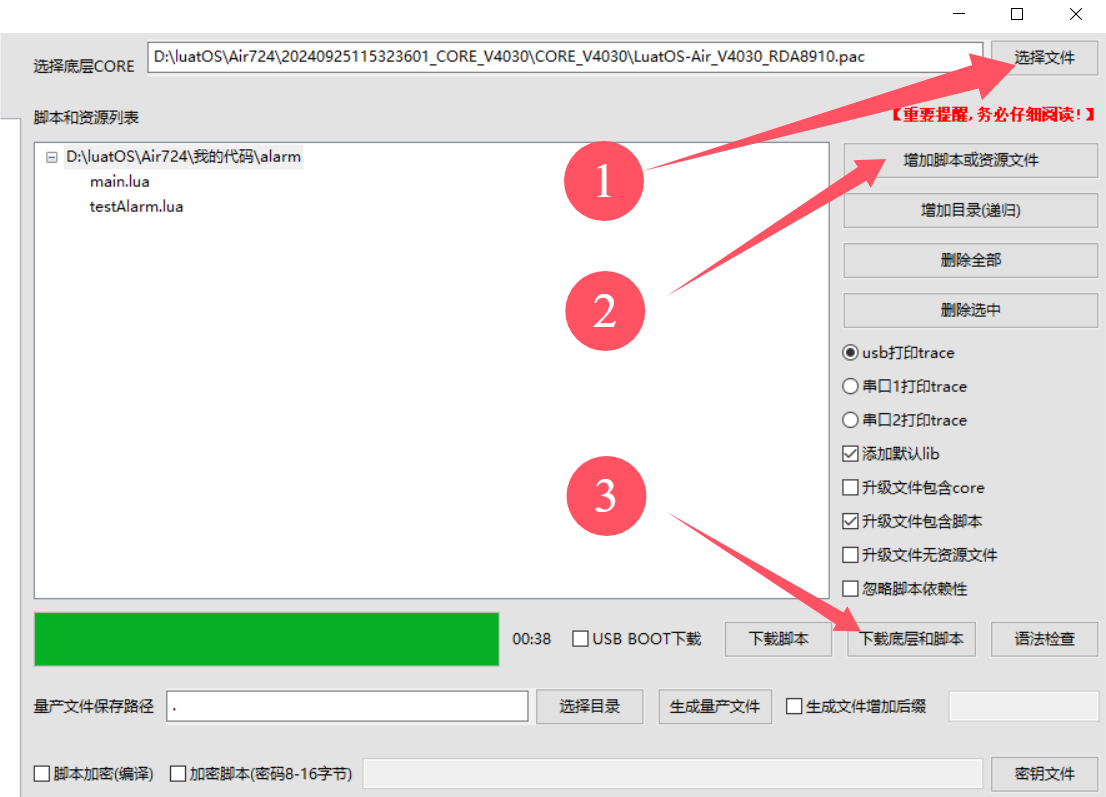 选择底层CORE D:\luatOS\Air724\20240925115323601_CORE_V4030\CORE_V4030\LuatOS-Air_V4030_RDA8910.pac 选择文件
脚本和资源列表 【重要提醒,务必仔细阅读!】
D:\luatOS\Air724\我的代码\alarm
main.lua
testAlarm.lua
1
2
3
增加脚本或资源文件
增加目录(递归)
删除全部
删除选中
usb打印trace
串口1打印trace
串口2打印trace
添加默认lib
升级文件包含core
升级文件包含脚本
升级文件无资源文件
忽略脚本依赖性
00:38 USB BOOT下载 下载脚本 下载底层和脚本 语法检查
量产文件保存路径 . 选择目录 生成量产文件 生成文件增加后缀
脚本加密(编译) 加密脚本(密码8-16字节) 密钥文件